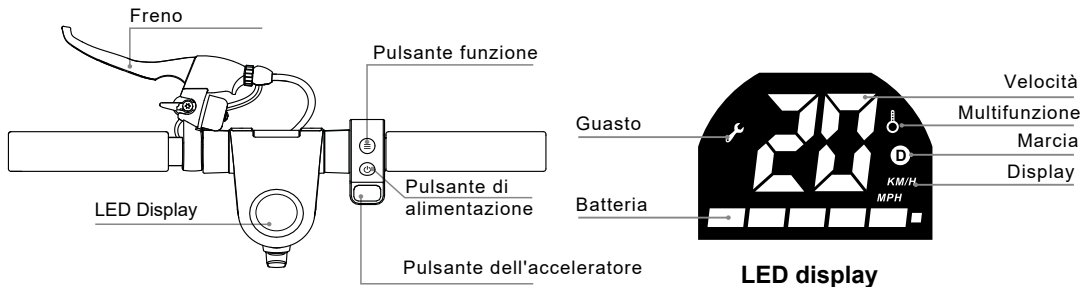 Freno
Pulsante funzione
LED Display
Pulsante di
alimentazione
Pulsante dell'acceleratore
Velocità
Multifunzione
Guasto
Marcia
D
Display
KM/H
MPH
Batteria
20
LED display